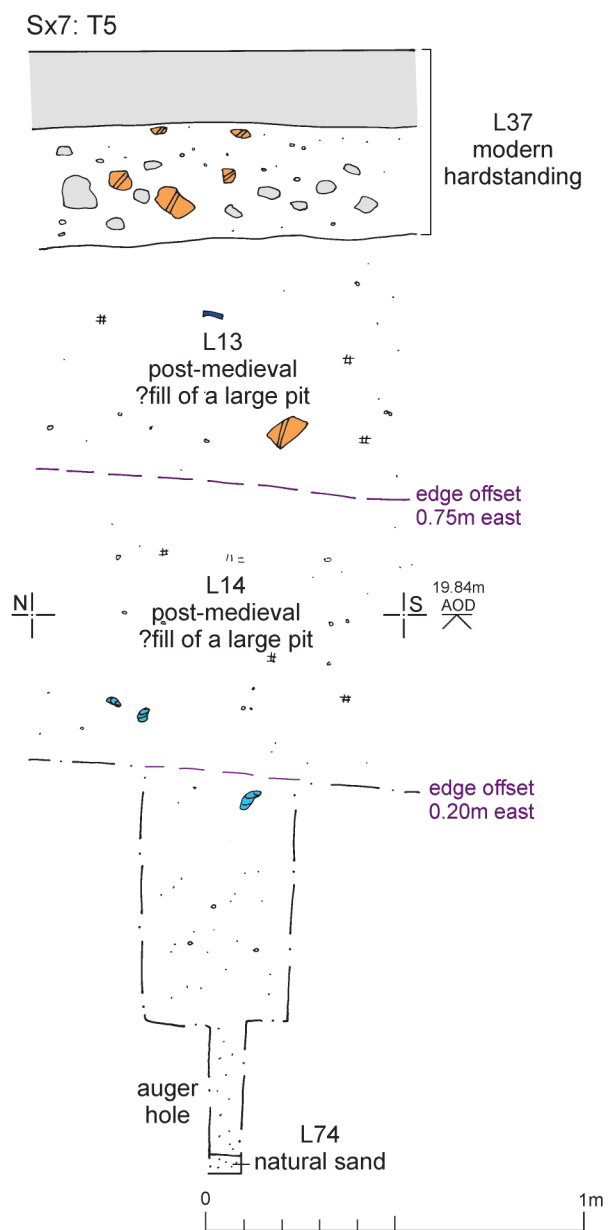 Sx7: T5
L37
modern
hardstanding
L13
post-medieval
?fill of a large pit
edge offset
0.75m east
N
L14
post-medieval
?fill of a large pit
S
19.84m
AOD
edge offset
0.20m east
auger
hole
L74
natural sand
0
1m